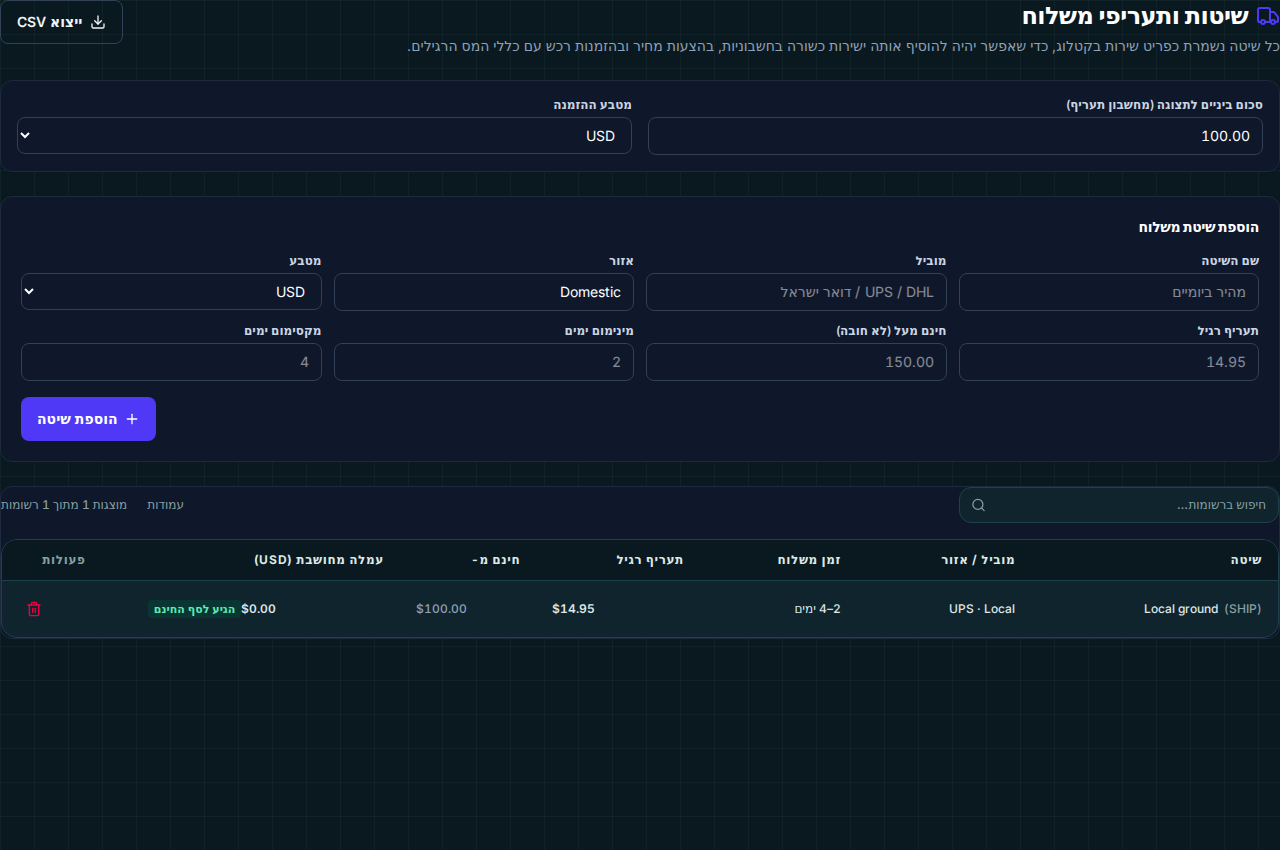 שיטות ותעריפי משלוח
ייצוא CSV
כל שיטה נשמרת כפריט שירות בקטלוג, כדי שאפשר יהיה להוסיף אותה ישירות כשורה בחשבוניות, בהצעות מחיר ובהזמנות רכש עם כללי המס הרגילים.
סכום ביניים לתצוגה (מחשבון תעריף)
מטבע ההזמנה
100.00
USD
הוספת שיטת משלוח
שם השיטה
מוביל
אזור
מטבע
מהיר ביומיים
UPS / DHL / דואר ישראל
Domestic
USD
תעריף רגיל
חינם מעל (לא חובה)
מינימום ימים
מקסימום ימים
14.95
150.00
2
4
הוספת שיטה
חיפוש ברשומות...
עמודות
מוצגות 1 מתוך 1 רשומות
שיטה
מוביל / אזור
זמן משלוח
תעריף רגיל
חינם מ-
עמלה מחושבת (USD)
פעולות
Local ground (SHIP)
UPS · Local
2–4 ימים
$14.95
$100.00
$0.00 הגיע לסף החינם